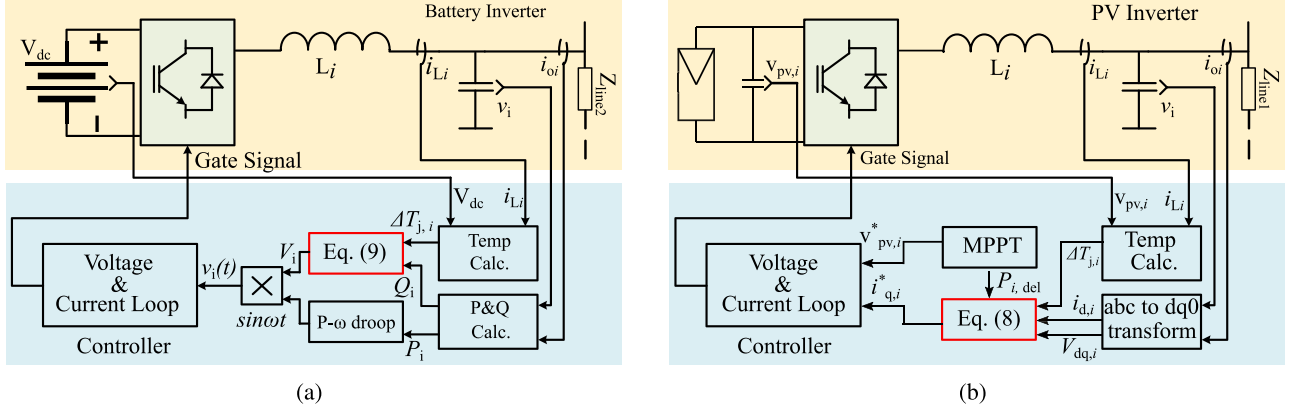 Battery Inverter
V_dc
+
L_i
i_Li
i_oi
v_i
Z_line2
Gate Signal
V_dc
i_Li
ΔT_j, i
V_i
Eq. (9)
Temp
Calc.
Voltage
&
Current Loop
v_i(t)
Q_i
sinωt
P-ω droop
P&Q
Calc.
P_i
Controller
(a)
PV Inverter
v_pv,i
L_i
i_Li
i_oi
v_i
Z_line1
Gate Signal
v_pv,i
i_Li
v*_pv,i
MPPT
ΔT_j,i
Temp
Calc.
Voltage
&
Current Loop
P_i, del
i*_q,i
Eq. (8)
i_d,i
abc to dq0
transform
V_dq,i
Controller
(b)